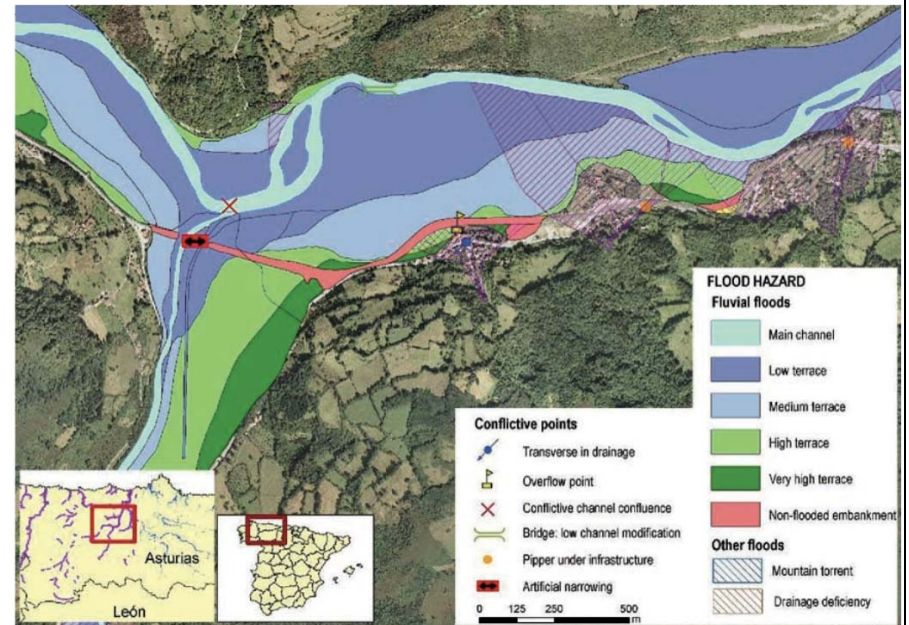 FLOOD HAZARD
Fluvial floods
Main channel
Low terrace
Medium terrace
High terrace
Very high terrace
Non-flooded embankment
Other floods
Mountain torrent
Drainage deficiency
Conflictive points
Transverse in drainage
Overflow point
Conflictive channel confluence
Bridge: low channel modification
Pipper under infrastructure
Artificial narrowing
0 125 250 500
m
Asturias
León